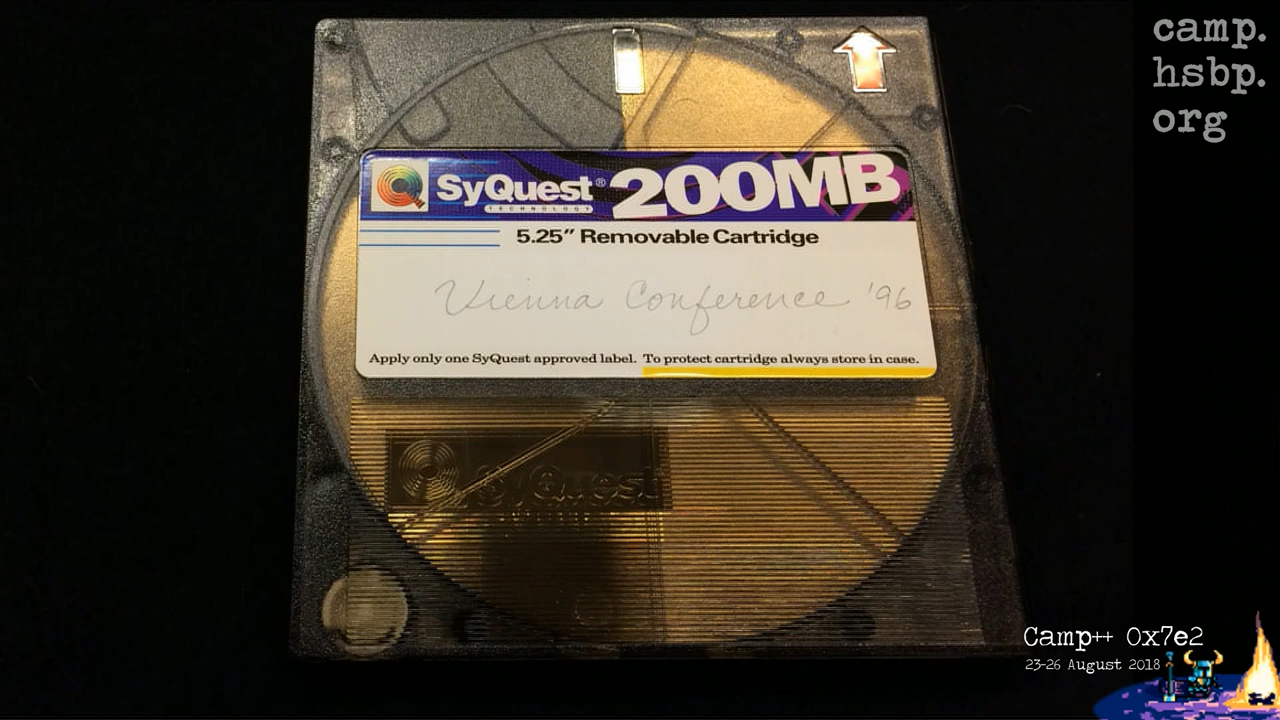 camp.
hsbp.
org
SyQuest® 200MB
TECHNOLOGY
5.25” Removable Cartridge
Vienna Conference '96
Apply only one SyQuest approved label. To protect cartridge always store in case.
SyQuest
Camp++ 0x7e2
23-26 August 2018